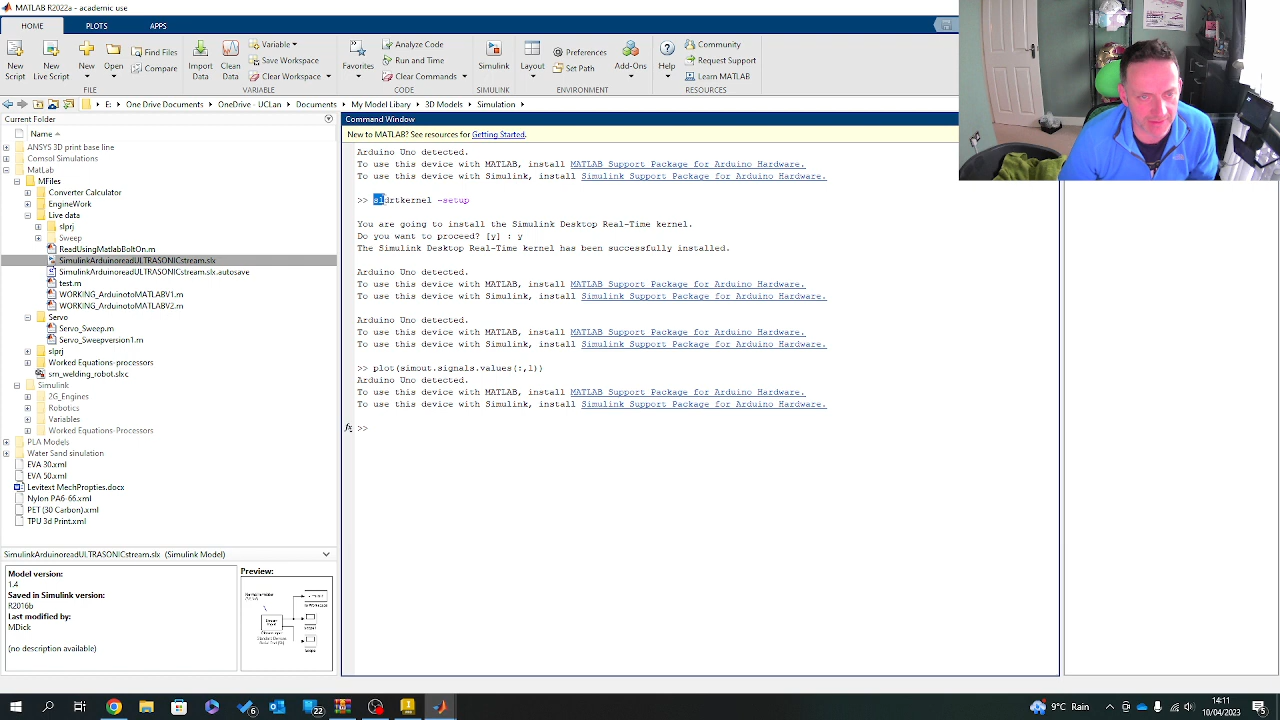 MATLAB R2022a - academic use
HOME
PLOTS
APPS
New Script
New Live Script
New
Open
Find Files
Compare
Import Data
Clean Data
Variable
Save Workspace
Clear Workspace
Favorites
Analyze Code
Run and Time
Clear Commands
Simulink
Layout
Preferences
Set Path
Add-Ons
Help
Community
Request Support
Learn MATLAB
FILE
VARIABLE
CODE
SIMULINK
ENVIRONMENT
RESOURCES
E:
One Drive Documents
OneDrive - UCLan
Documents
My Model Libary
3D Models
Simulation
Current Folder
Name
ANSYS 3D print base line
Comsol Simulations
Matlab
MFiles
Converter Calculator
EngineWork
Live data
slprj
Sweep
ReadUsingMatlabBoltOn.m
SimulinkArduinoreadULTRASONICstream.slx
SimulinkArduinoreadULTRASONICstream.slx.autosave
test.m
WORKING_ArduinotoMATLABV1.m
WORKING_ArduinotoMATLABV2.m
Servo
Servo_Sweep.m
Servo_Sweepversion1.m
slprj
Worked Equations-processors
sm_welding_robot.slxc
Simulink
2G_Engines
Robotics
Variables
Worked Equations-Processors
PLA Models
Water Sand simulation
EVA 30.xml
EVA 50.xml
Levitext MechPropties.docx
Nylon PA6-66.xml
PET (30 Carbon).xml
TPU 3d Print.xml
SimulinkArduinoreadULTRASONICstream.slx (Simulink Model)
Model version:
1.4
Saved in Simulink version:
R2016b
Last modified by:
MDick
(no description available)
Preview:
Command Window
New to MATLAB? See resources for Getting Started.
Arduino Uno detected.
To use this device with MATLAB, install MATLAB Support Package for Arduino Hardware.
To use this device with Simulink, install Simulink Support Package for Arduino Hardware.
>> sldrtkernel -setup
You are going to install the Simulink Desktop Real-Time kernel.
Do you want to proceed? [y] : y
The Simulink Desktop Real-Time kernel has been successfully installed.
Arduino Uno detected.
To use this device with MATLAB, install MATLAB Support Package for Arduino Hardware.
To use this device with Simulink, install Simulink Support Package for Arduino Hardware.
Arduino Uno detected.
To use this device with MATLAB, install MATLAB Support Package for Arduino Hardware.
To use this device with Simulink, install Simulink Support Package for Arduino Hardware.
>> plot(simout.signals.values(:,1))
Arduino Uno detected.
To use this device with MATLAB, install MATLAB Support Package for Arduino Hardware.
To use this device with Simulink, install Simulink Support Package for Arduino Hardware.
fx >>
6
22
9°C Rain
14:11
10/04/2023